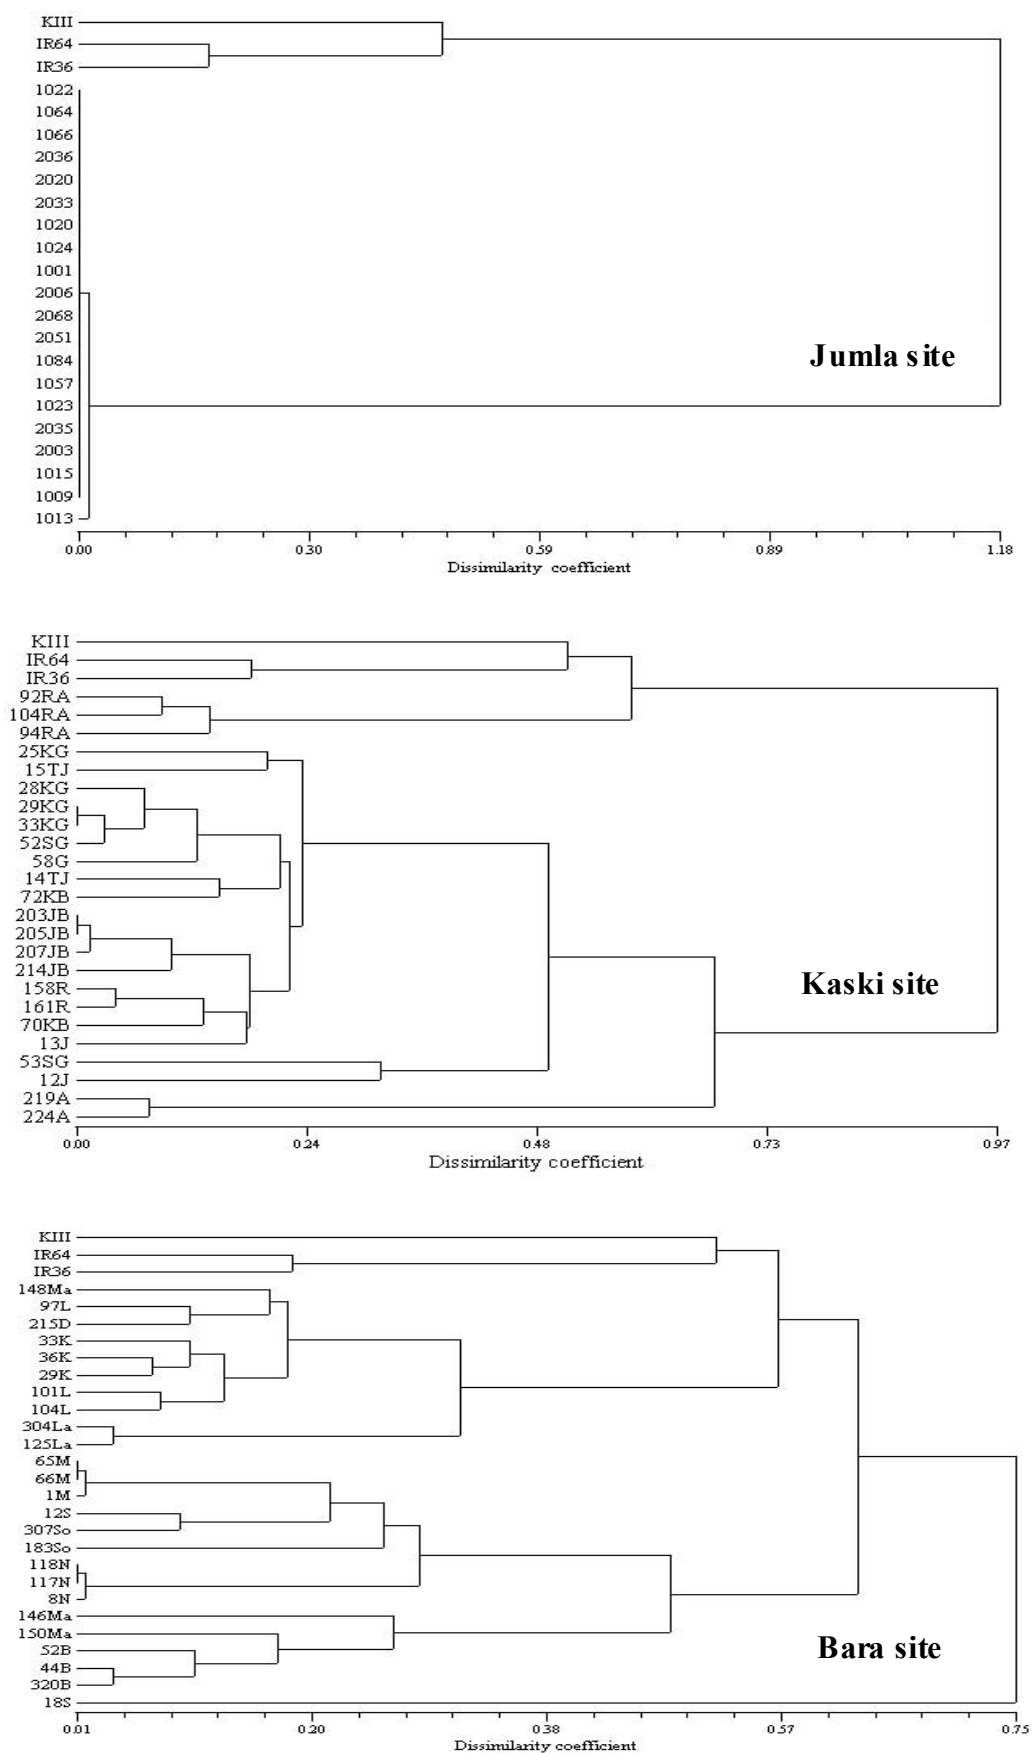 KIII
IR64
IR36
1022
1064
1066
2036
2020
2033
1020
1024
1001
2006
2068
2051
1084
1057
1023
2035
2003
1015
1009
1013
Jumla site
0.00 0.30 0.59 0.89 1.18
Dissimilarity coefficient
KIII
IR64
IR36
92RA
104RA
94RA
25KG
15TJ
28KG
29KG
33KG
52SG
58G
14TJ
72KB
203JB
205JB
207JB
214JB
158R
161R
70KB
13J
53SG
12J
219A
224A
Kaski site
0.00 0.24 0.48 0.73 0.97
Dissimilarity coefficient
KIII
IR64
IR36
148Ma
97L
215D
33K
36K
29K
101L
104L
304La
125La
65M
66M
1M
12S
307So
183So
118N
117N
8N
146Ma
150Ma
52B
44B
320B
18S
Bara site
0.01 0.20 0.38 0.57 0.75
Dissimilarity coefficient